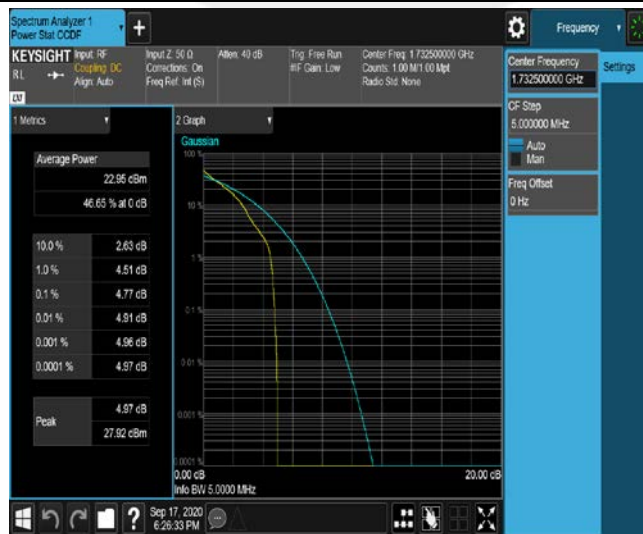 Spectrum Analyzer 1
Power Stat CCDF
+
Frequency
KEYSIGHT
RL
Input: RF
Coupling: DC
Align: Auto
Input Z: 50 Ω
Corrections: On
Freq Ref: Int (S)
Atten: 40 dB
Trig: Free Run
#IF Gain: Low
Center Freq: 1.732500000 GHz
Counts: 1.00 M/1.00 Mpt
Radio Std: None
LXI
1 Metrics
Average Power
22.95 dBm
46.65 % at 0 dB
10.0 % 2.63 dB
1.0 % 4.51 dB
0.1 % 4.77 dB
0.01 % 4.91 dB
0.001 % 4.96 dB
0.0001 % 4.97 dB
Peak
4.97 dB
27.92 dBm
2 Graph
Gaussian
100 %
10 %
1 %
0.1 %
0.01 %
0.001 %
0.0001 %
0.00 dB
20.00 dB
Info BW 5.0000 MHz
Center Frequency
1.732500000 GHz
Settings
CF Step
5.000000 MHz
Auto
Man
Freq Offset
0 Hz
?
Sep 17, 2020
6:26:33 PM